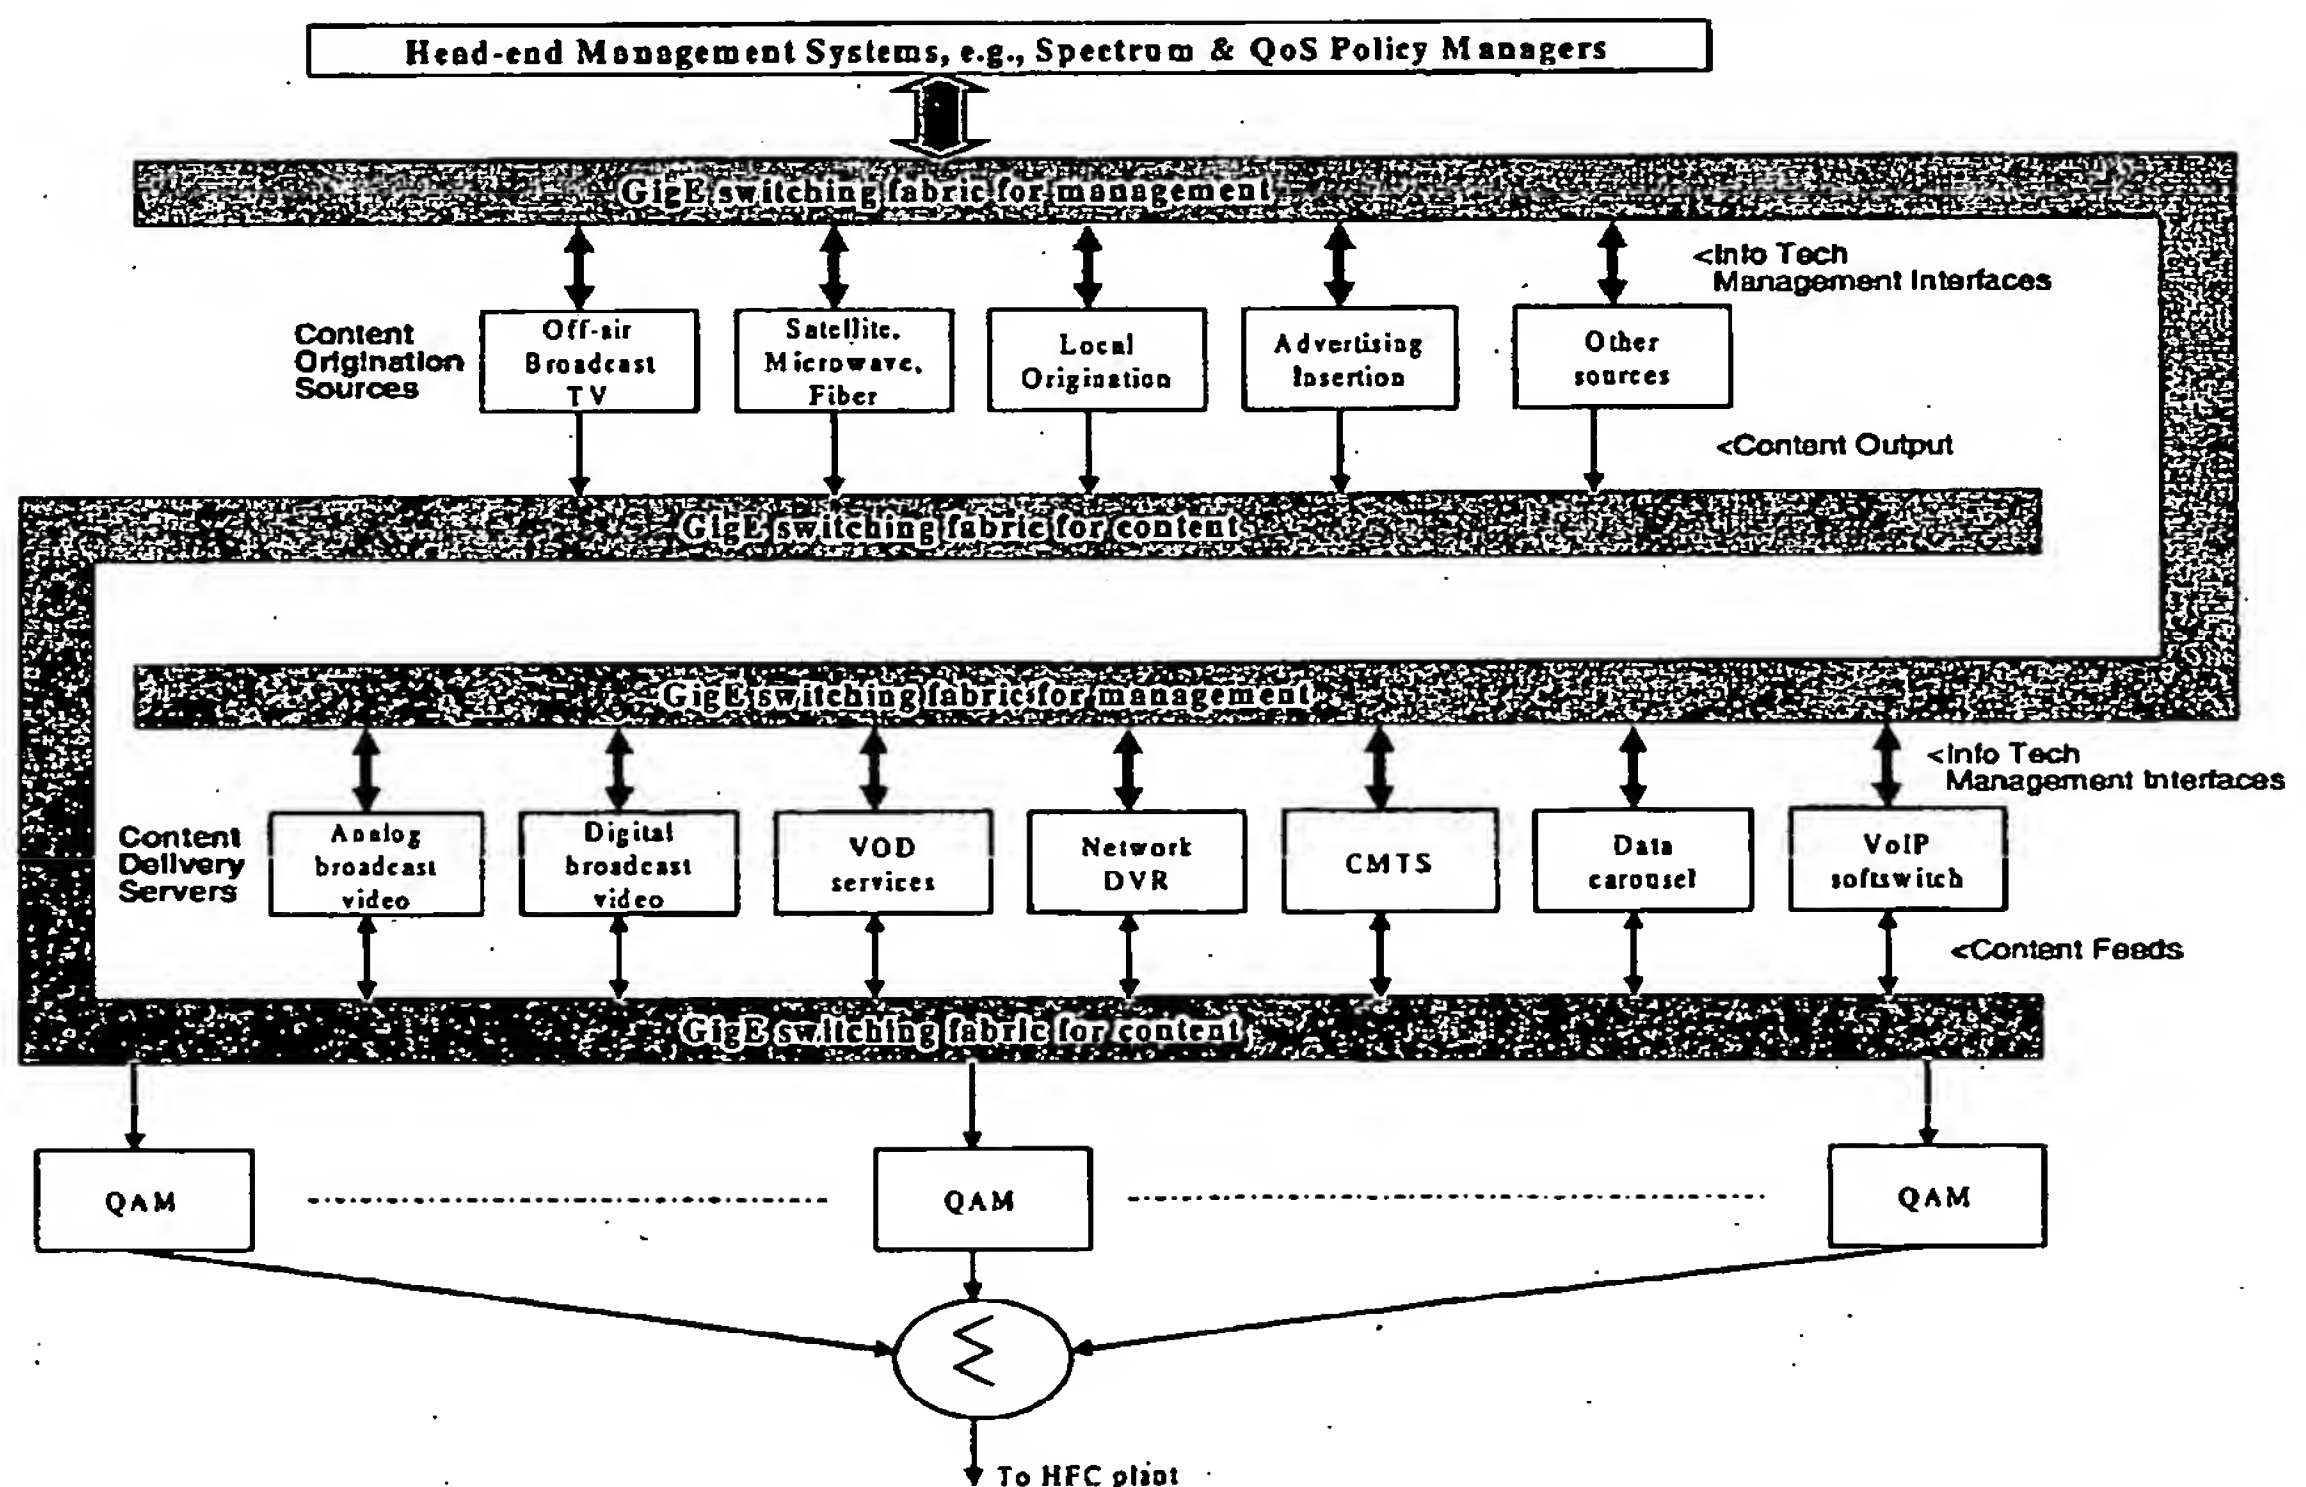 Head-end Management Systems, e.g., Spectrum & QoS Policy Managers
GigE switching fabric for management
<Info Tech
Management Interfaces
Content
Origination
Sources
Off-air
Broadcast
TV
Satellite,
Microwave,
Fiber
Local
Origination
Advertising
Insertion
Other
sources
<Content Output
GigE switching fabric for content
GigE switching fabric for management
<Info Tech
Management Interfaces
Content
Delivery
Servers
Analog
broadcast
video
Digital
broadcast
video
VOD
services
Network
DVR
CMTS
Data
carousel
VoIP
softswitch
<Content Feeds
GigE switching fabric for content
QAM
QAM
QAM
Σ
To HFC plant